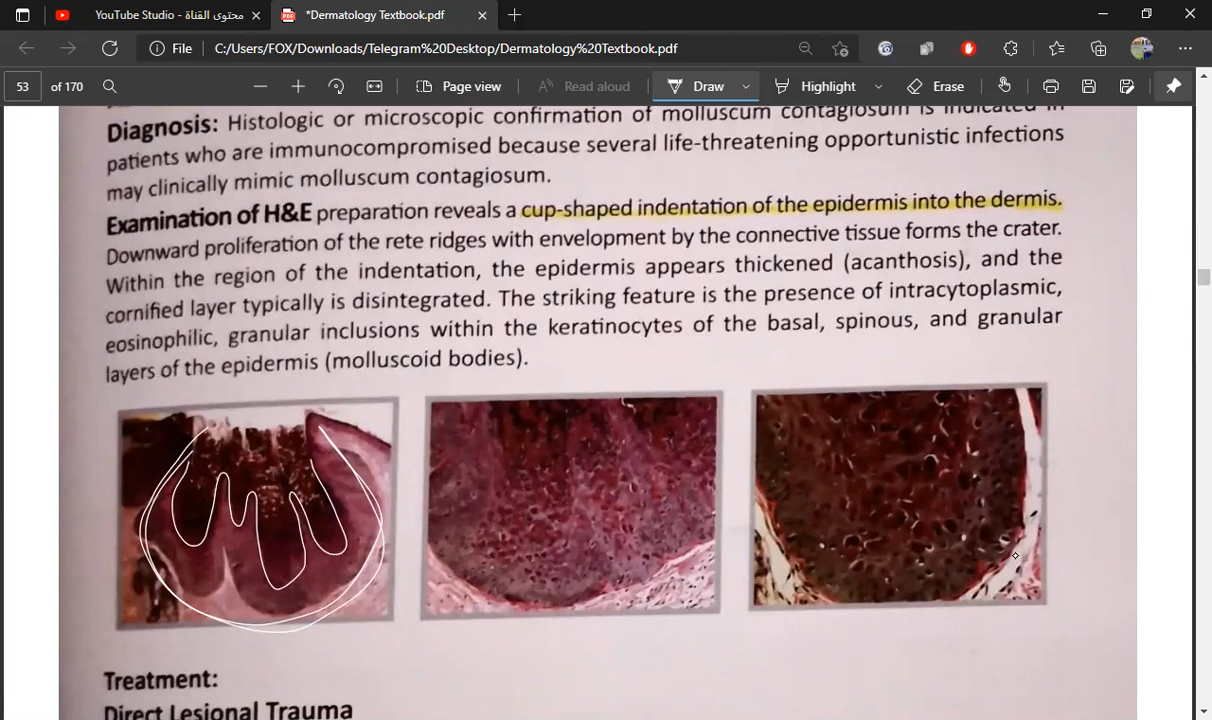 YouTube Studio - محتوى القناة
*Dermatology Textbook.pdf
File
C:/Users/FOX/Downloads/Telegram%20Desktop/Dermatology%20Textbook.pdf
53 of 170
Page view
Read aloud
Draw
Highlight
Erase
Diagnosis: Histologic or microscopic confirmation of molluscum contagiosum is indicated in
patients who are immunocompromised because several life-threatening opportunistic infections
may clinically mimic molluscum contagiosum.
Examination of H&E preparation reveals a cup-shaped indentation of the epidermis into the dermis.
Downward proliferation of the rete ridges with envelopment by the connective tissue forms the crater.
Within the region of the indentation, the epidermis appears thickened (acanthosis), and the
cornified layer typically is disintegrated. The striking feature is the presence of intracytoplasmic,
eosinophilic, granular inclusions within the keratinocytes of the basal, spinous, and granular
layers of the epidermis (molluscoid bodies).
Treatment:
Direct Lesional Trauma